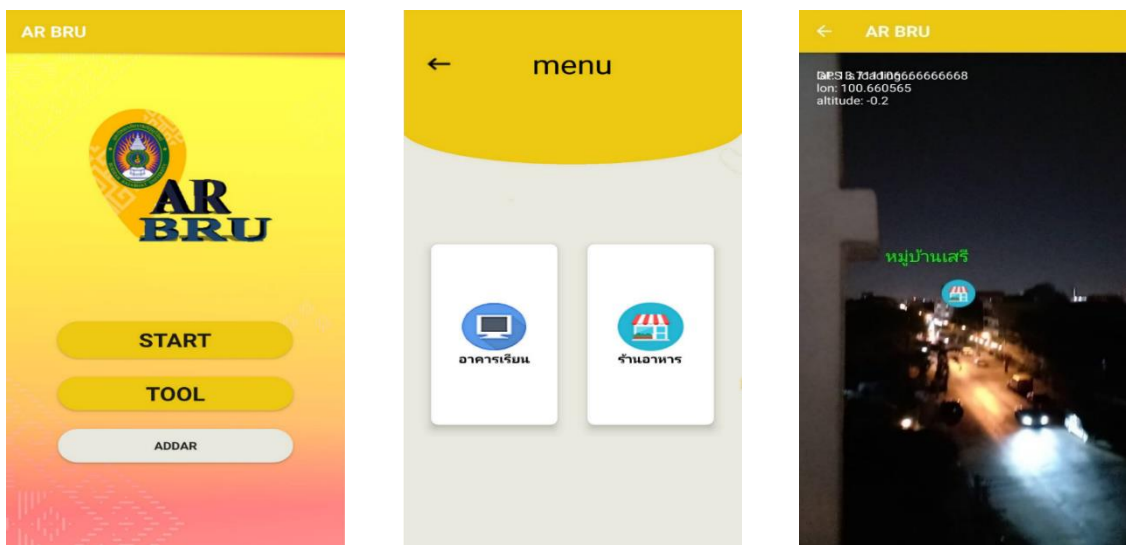 AR BRU
AR
BRU
START
TOOL
ADDAR
menu
อาคารเรียน
ร้านอาหาร
AR BRU
lon: 100.660565
altitude: -0.2
หมู่บ้านเสรี